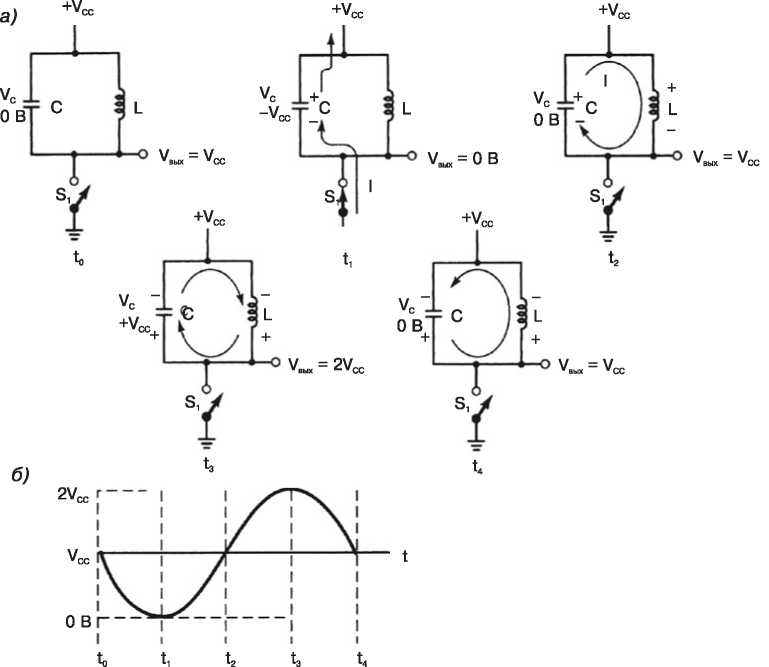 а)
+VCC
VC
0 В
C
L
Vвых = VCC
S1
t0
+VCC
VC
–VCC
+
C
–
L
Vвых = 0 В
S1
I
t1
+VCC
I
VC
0 В
+
C
–
+
L
–
Vвых = VCC
S1
t2
+VCC
VC
+VCC
–
C
+
–
L
+
Vвых = 2VCC
S1
t3
+VCC
VC
0 В
–
C
+
–
L
+
Vвых = VCC
S1
t4
б)
2VCC
VCC
t
0 В
t0 t1 t2 t3 t4